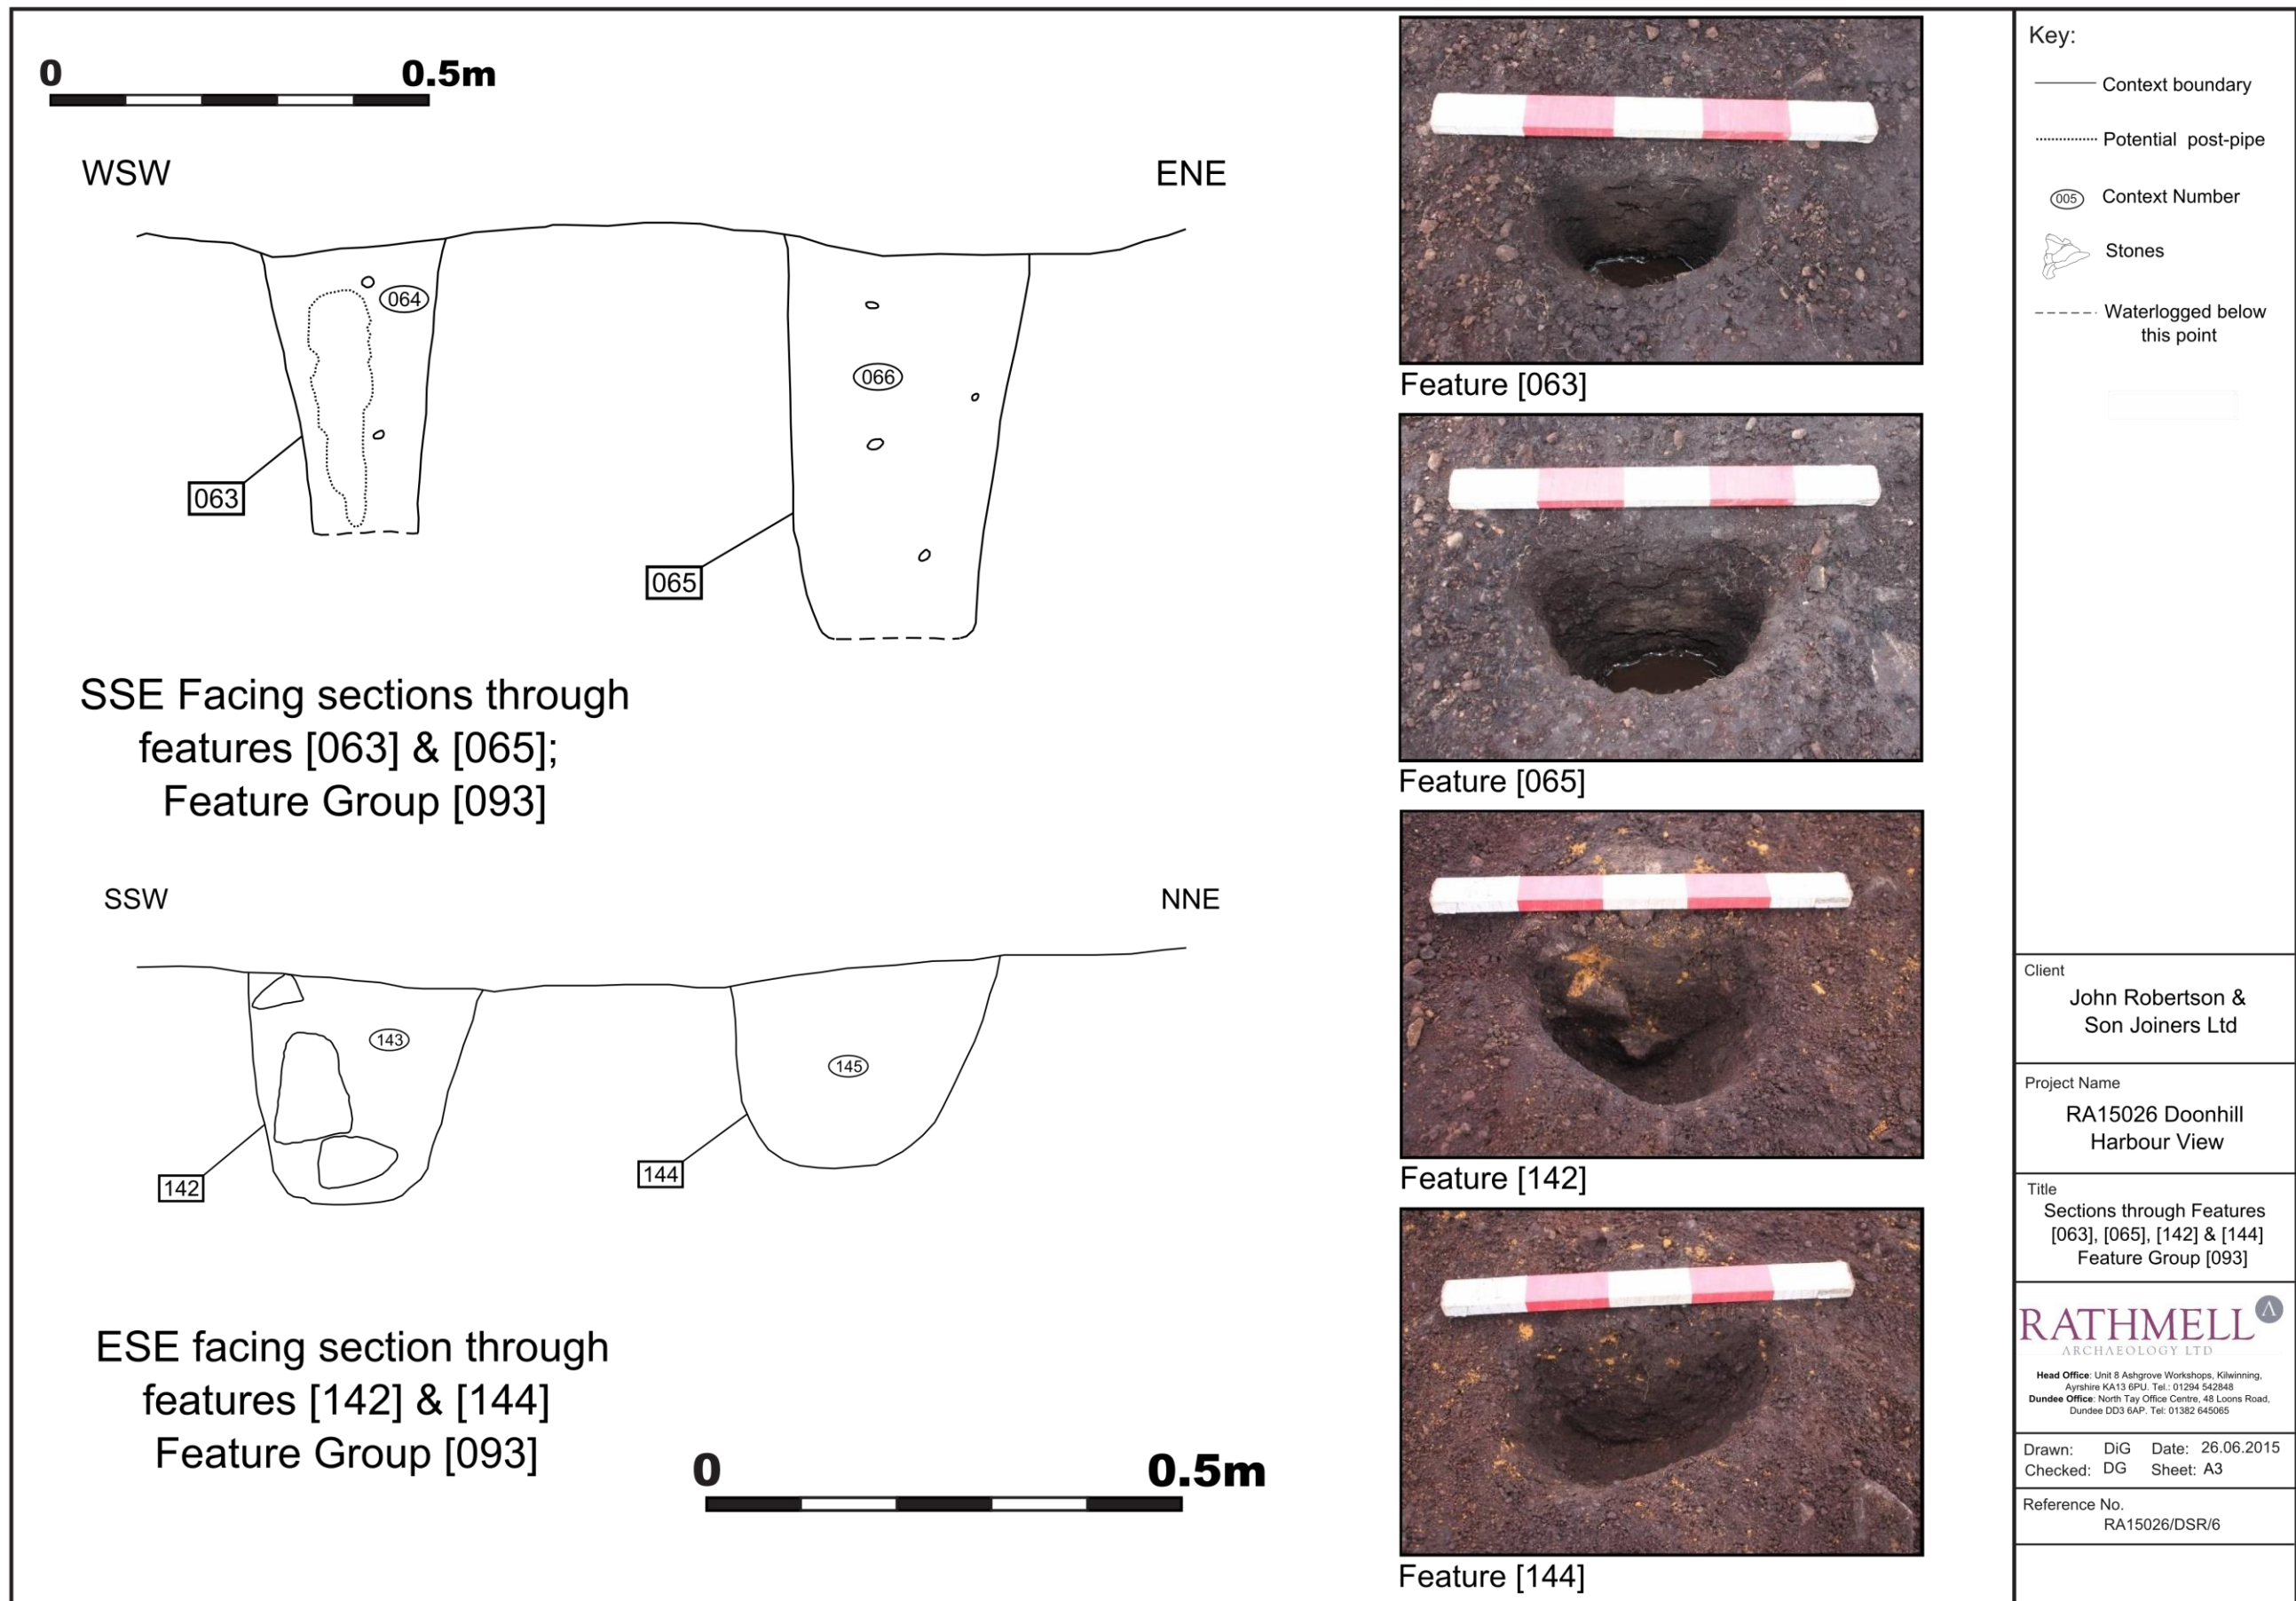 0 0.5m
WSW ENE
064
066
063
065
SSE Facing sections through
features [063] & [065];
Feature Group [093]
SSW NNE
143
145
142
144
ESE facing section through
features [142] & [144]
Feature Group [093]
0 0.5m
Feature [063]
Feature [065]
Feature [142]
Feature [144]
Key:
Context boundary
Potential post-pipe
005 Context Number
Stones
Waterlogged below
this point
Client
John Robertson &
Son Joiners Ltd
Project Name
RA15026 Doonhill
Harbour View
Title
Sections through Features
[063], [065], [142] & [144]
Feature Group [093]
RATHMELL
ARCHAEOLOGY LTD
Head Office: Unit 8 Ashgrove Workshops, Kilwinning,
Ayrshire KA13 6PU. Tel.: 01294 542848
Dundee Office: North Tay Office Centre, 48 Loons Road,
Dundee DD3 6AP. Tel: 01382 645065
Drawn: DiG Date: 26.06.2015
Checked: DG Sheet: A3
Reference No.
RA15026/DSR/6